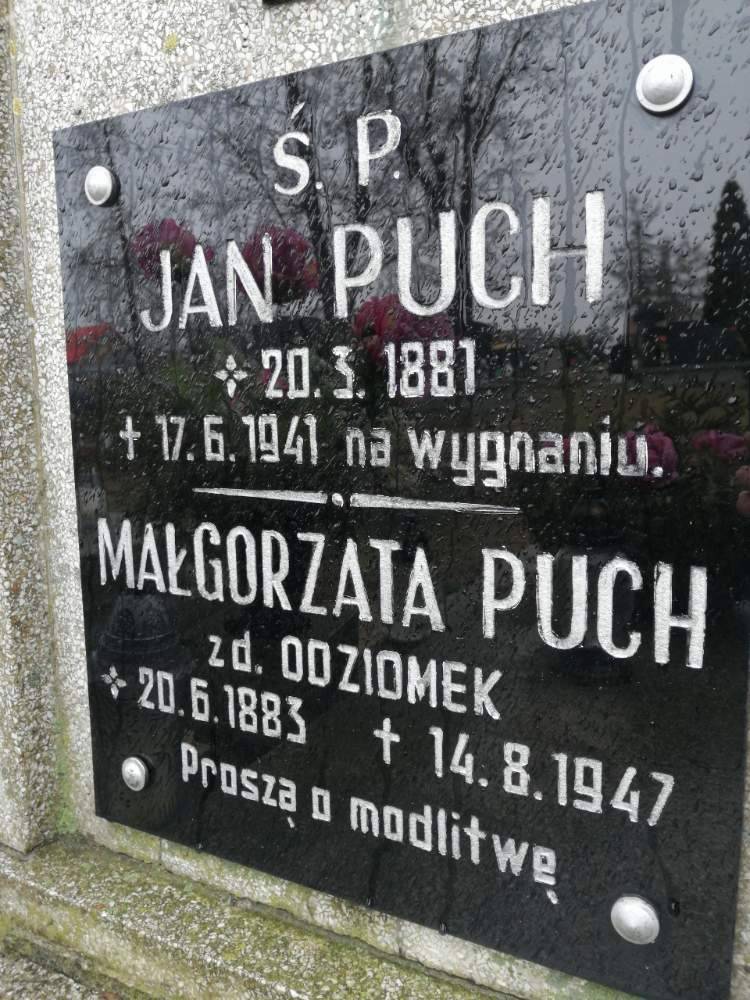 Ś. P.
JAN PUCH
20.3.1881
† 17.6.1941 na wygnaniu.
MAŁGORZATA PUCH
zd. ODZIOMEK
20.6.1883 † 14.8.1947
Proszą o modlitwę